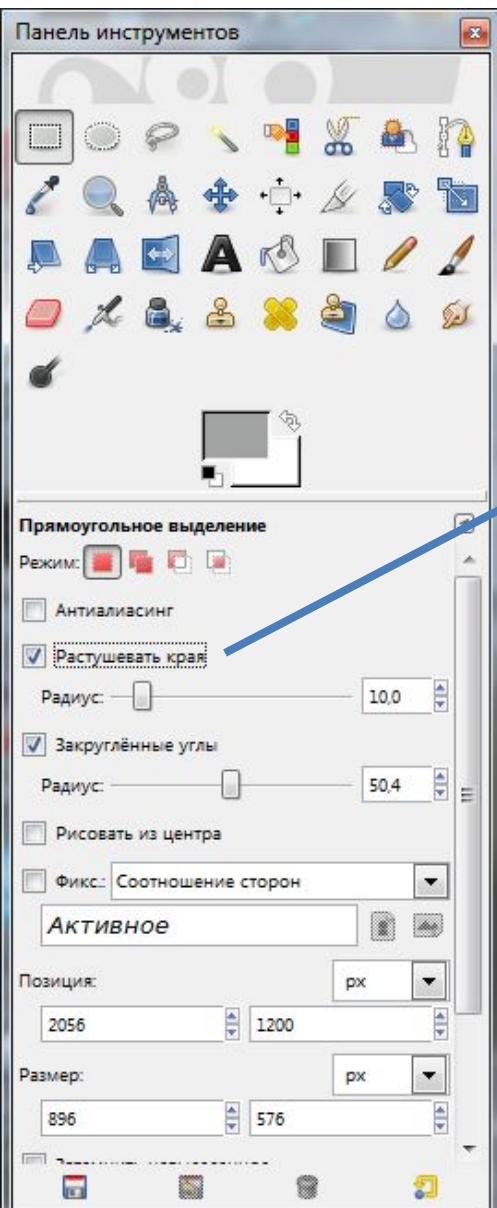 Панель инструментов
Прямоугольное выделение
Режим:
Антиалиасинг
Растушевать края
Радиус: 10,0
Закруглённые углы
Радиус: 50,4
Рисовать из центра
Фикс.: Соотношение сторон
Активное
Позиция: px
2056 1200
Размер: px
896 576